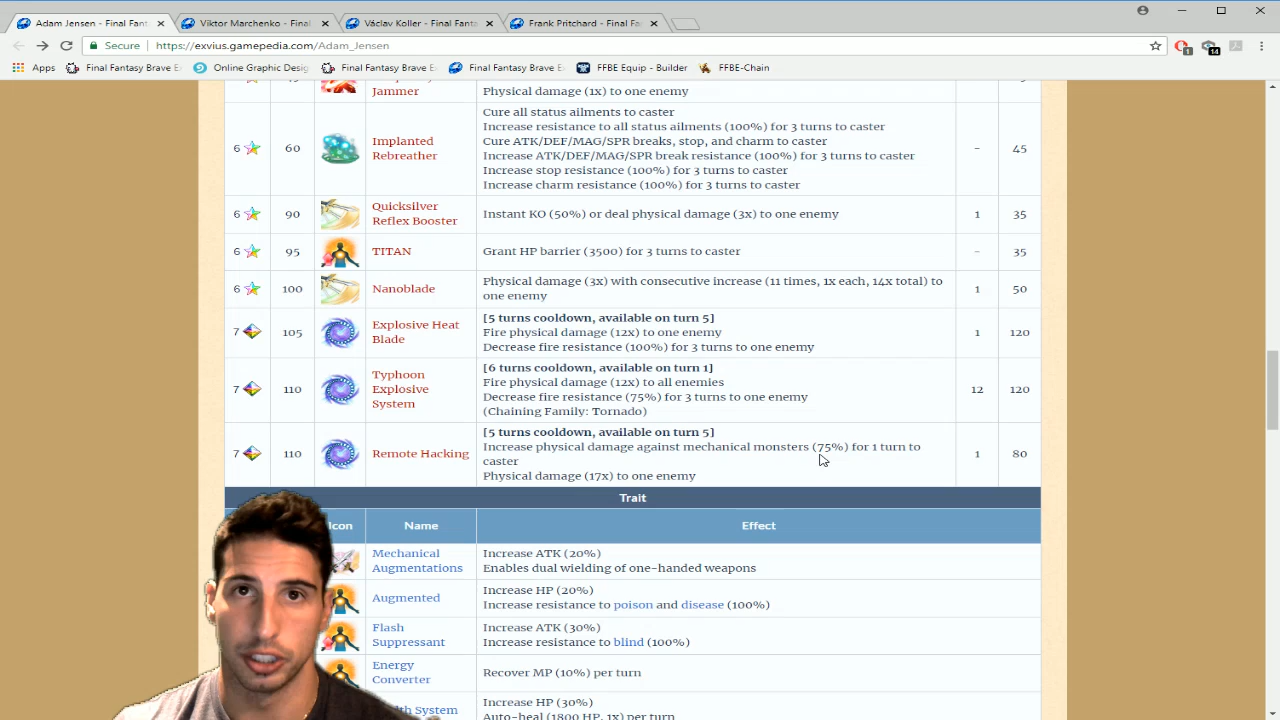 Adam Jensen - Final Fanta
Viktor Marchenko - Final
Václav Koller - Final Fanta
Frank Pritchard - Final Fa
Secure
https://exvius.gamepedia.com/Adam_Jensen
1
14
Apps
Final Fantasy Brave E
Online Graphic Desig
Final Fantasy Brave E
Final Fantasy Brave E
FFBE Equip - Builder
FFBE-Chain
Jammer
Physical damage (1x) to one enemy
6
60
Implanted
Rebreather
Cure all status ailments to caster
Increase resistance to all status ailments (100%) for 3 turns to caster
Cure ATK/DEF/MAG/SPR breaks, stop, and charm to caster
Increase ATK/DEF/MAG/SPR break resistance (100%) for 3 turns to caster
Increase stop resistance (100%) for 3 turns to caster
Increase charm resistance (100%) for 3 turns to caster
-
45
6
90
Quicksilver
Reflex Booster
Instant KO (50%) or deal physical damage (3x) to one enemy
1
35
6
95
TITAN
Grant HP barrier (3500) for 3 turns to caster
-
35
6
100
Nanoblade
Physical damage (3x) with consecutive increase (11 times, 1x each, 14x total) to
one enemy
1
50
7
105
Explosive Heat
Blade
[5 turns cooldown, available on turn 5]
Fire physical damage (12x) to one enemy
Decrease fire resistance (100%) for 3 turns to one enemy
1
120
7
110
Typhoon
Explosive
System
[6 turns cooldown, available on turn 1]
Fire physical damage (12x) to all enemies
Decrease fire resistance (75%) for 3 turns to one enemy
(Chaining Family: Tornado)
12
120
7
110
Remote Hacking
[5 turns cooldown, available on turn 5]
Increase physical damage against mechanical monsters (75%) for 1 turn to
caster
Physical damage (17x) to one enemy
1
80
Trait
Icon
Name
Effect
Mechanical
Augmentations
Increase ATK (20%)
Enables dual wielding of one-handed weapons
Augmented
Increase HP (20%)
Increase resistance to poison and disease (100%)
Flash
Suppressant
Increase ATK (30%)
Increase resistance to blind (100%)
Energy
Converter
Recover MP (10%) per turn
System
Increase HP (30%)
Auto-heal (1800 HP, 1x) per turn